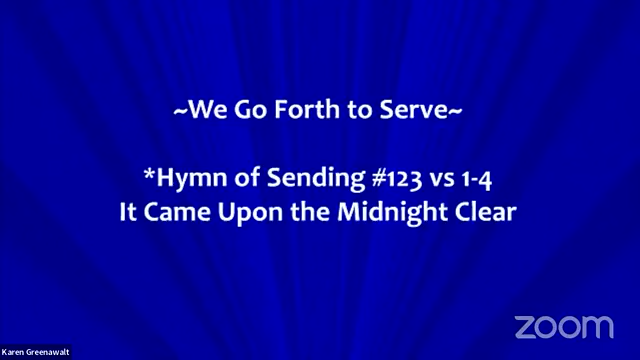 ~We Go Forth to Serve~
*Hymn of Sending #123 vs 1-4
It Came Upon the Midnight Clear
zoom
Karen Greenawalt